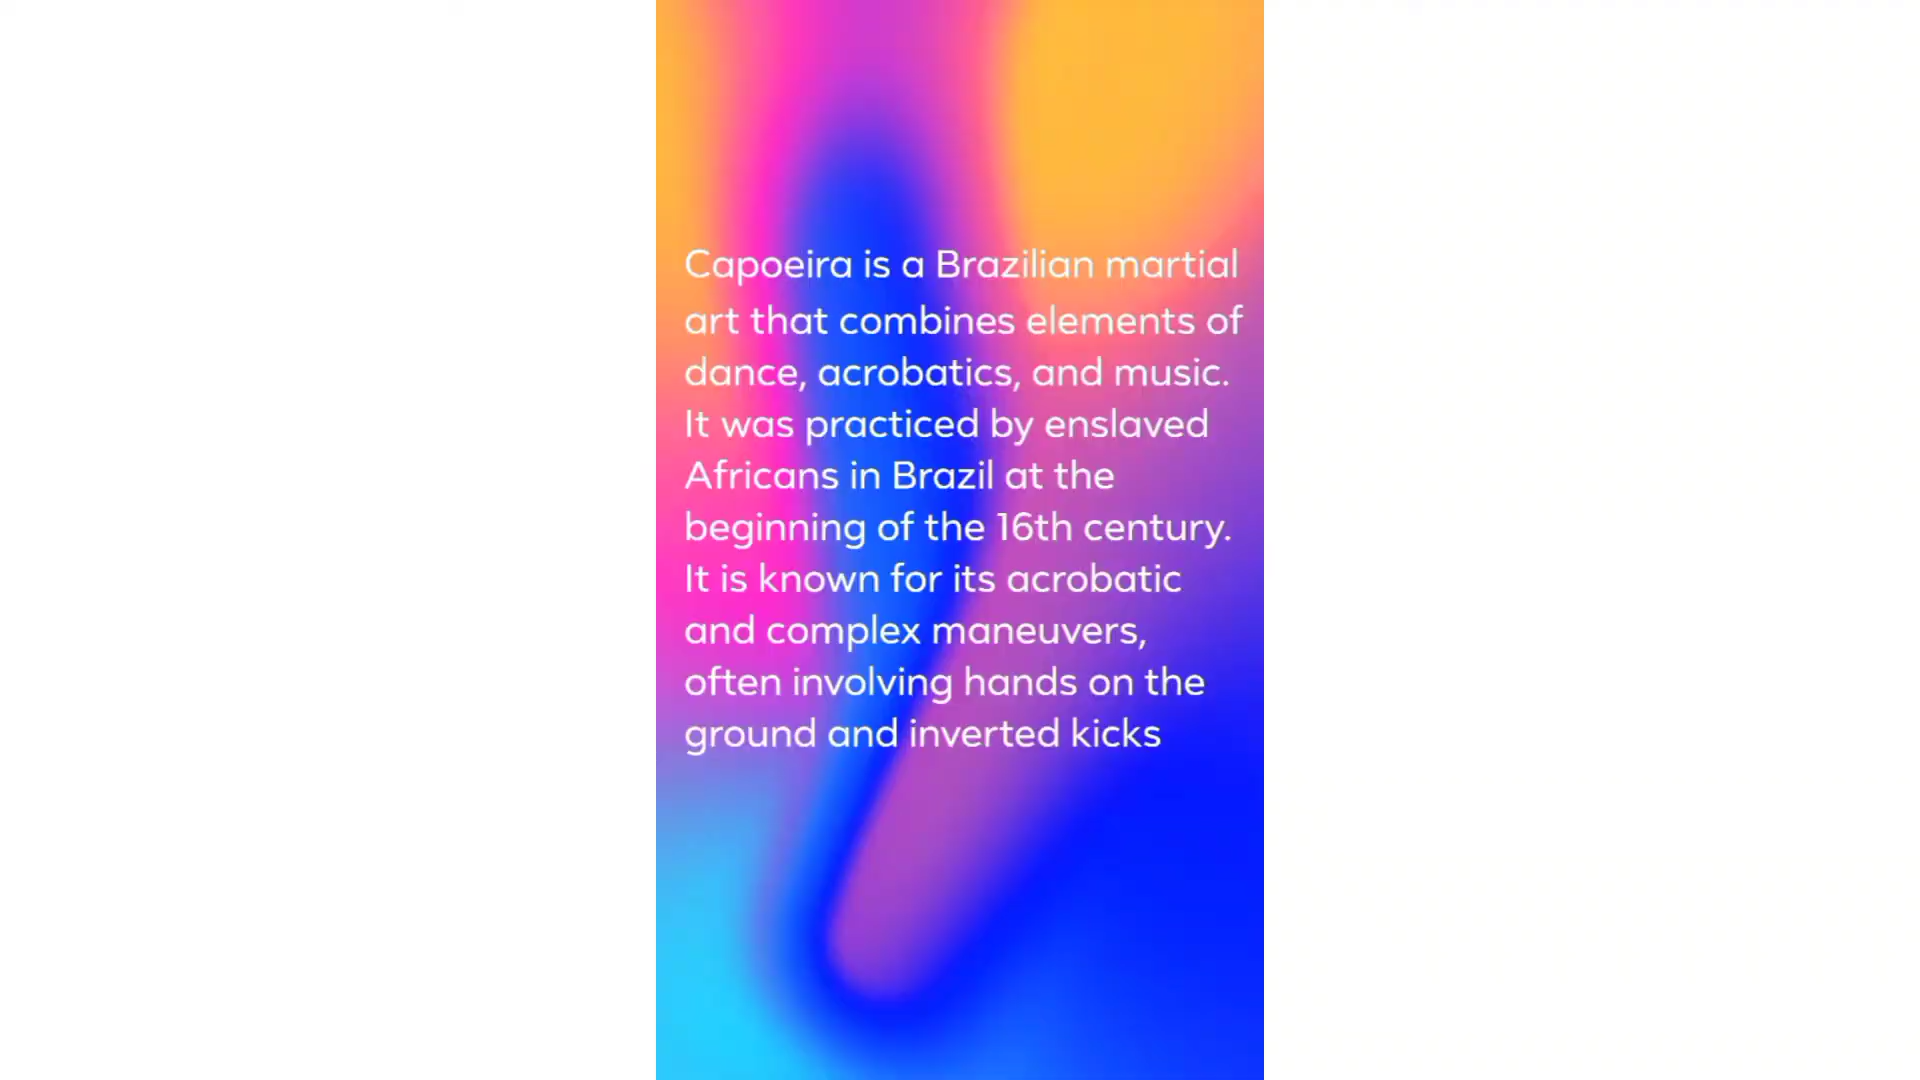 Capoeira is a Brazilian martial
art that combines elements of
dance, acrobatics, and music.
It was practiced by enslaved
Africans in Brazil at the
beginning of the 16th century.
It is known for its acrobatic
and complex maneuvers,
often involving hands on the
ground and inverted kicks